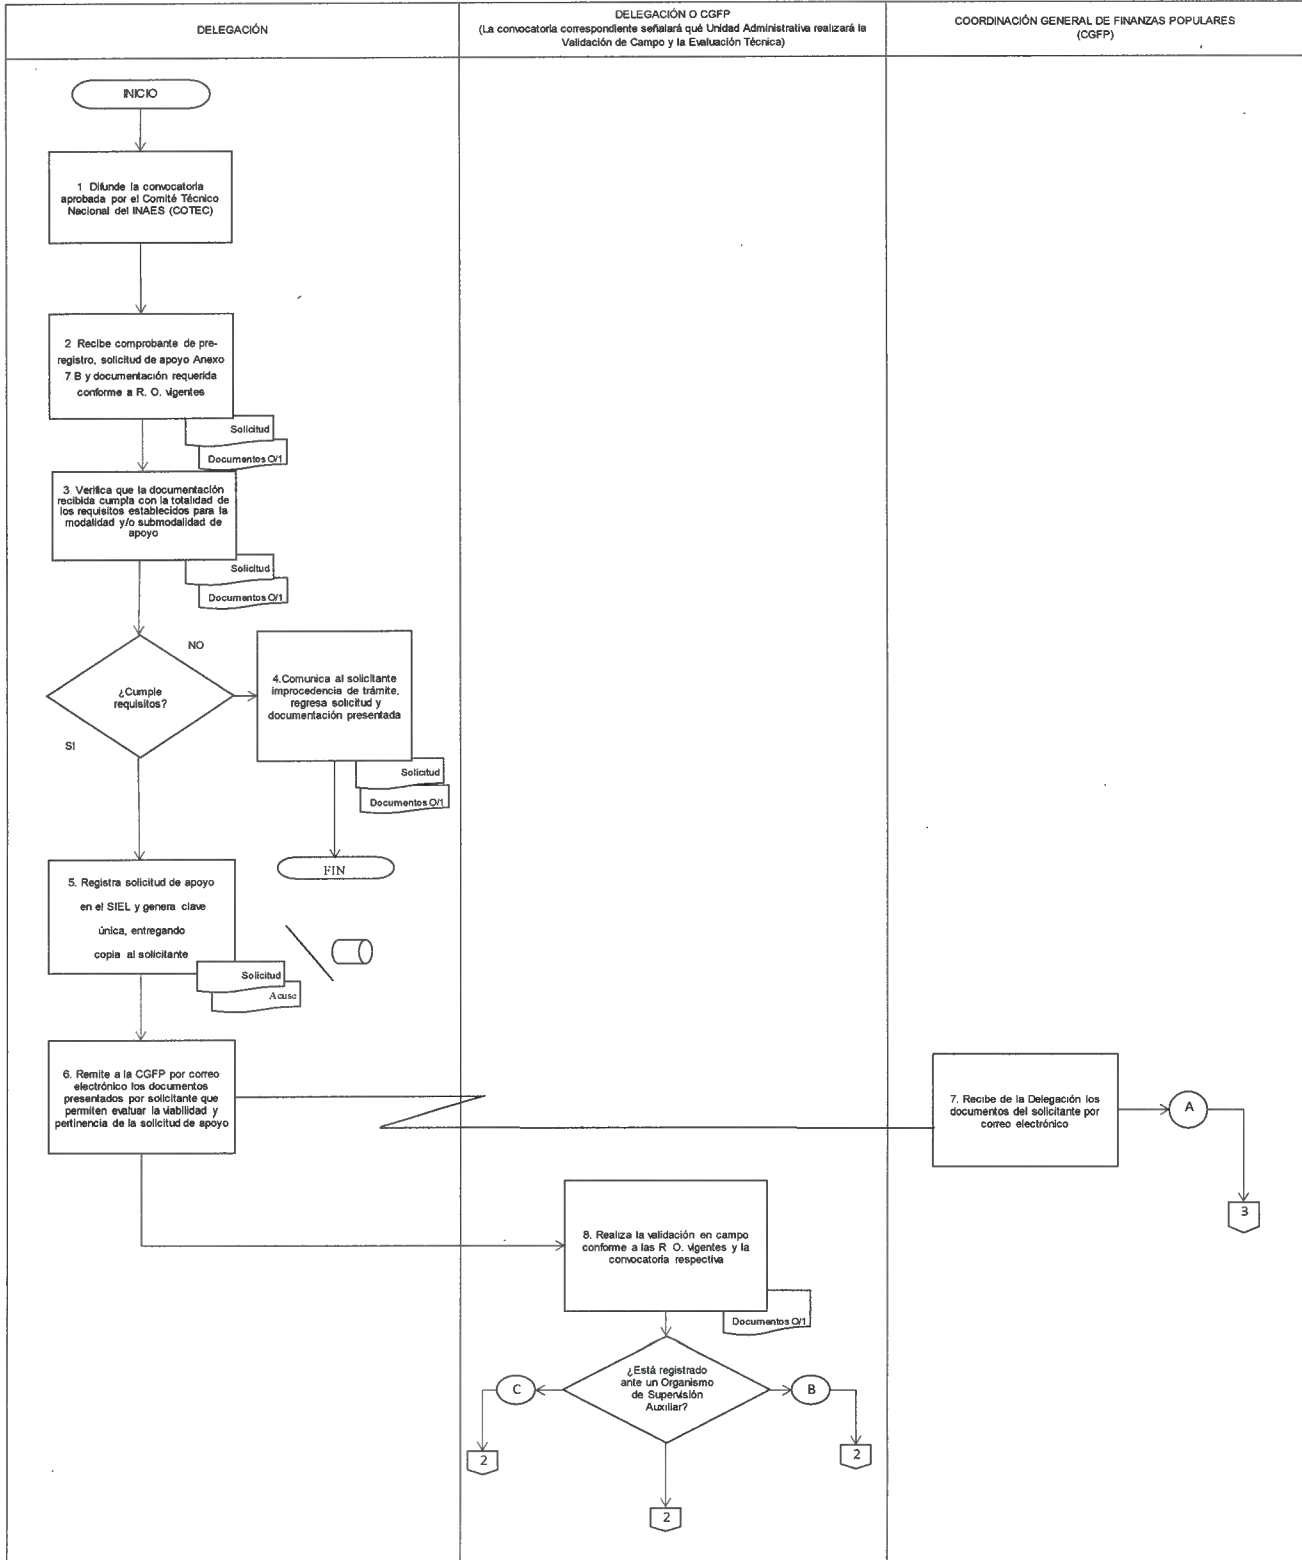 DELEGACIÓN
DELEGACIÓN O CGFP
(La convocatoria correspondiente señalará qué Unidad Administrativa realizará la
Validación de Campo y la Evaluación Técnica)
COORDINACIÓN GENERAL DE FINANZAS POPULARES
(CGFP)
INICIO
1 Difunde la convocatoria
aprobada por el Comité Técnico
Nacional del INAES (COTEC)
2 Recibe comprobante de pre-
registro, solicitud de apoyo Anexo
7 B y documentación requerida
conforme a R. O. vigentes
Solicitud
Documentos O/1
3 Verifica que la documentación
recibida cumpla con la totalidad de
los requisitos establecidos para la
modalidad y/o submodalidad de
apoyo
Solicitud
Documentos O/1
NO
¿Cumple
requisitos?
SI
4.Comunica al solicitante
improcedencia de trámite,
regresa solicitud y
documentación presentada
Solicitud
Documentos O/1
FIN
5. Registra solicitud de apoyo
en el SIEL y genera clave
única, entregando
copia al solicitante
Solicitud
Acuse
6. Remite a la CGFP por correo
electrónico los documentos
presentados por solicitante que
permiten evaluar la viabilidad y
pertinencia de la solicitud de apoyo
7. Recibe de la Delegación los
documentos del solicitante por
correo electrónico
A
3
8. Realiza la validación en campo
conforme a las R O. vigentes y la
convocatoria respectiva
Documentos O/1
¿Está registrado
ante un Organismo
de Supervisión
Auxiliar?
C
B
2
2
2